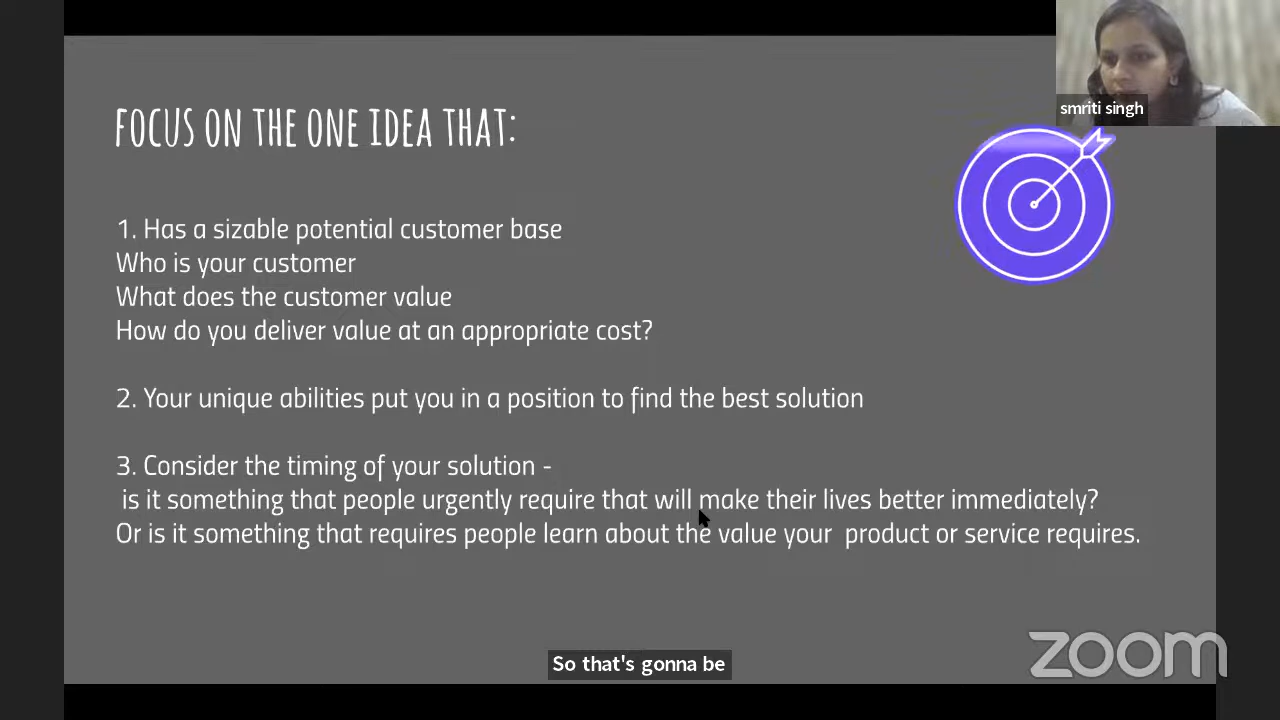 smriti singh
FOCUS ON THE ONE IDEA THAT:
1. Has a sizable potential customer base
Who is your customer
What does the customer value
How do you deliver value at an appropriate cost?
2. Your unique abilities put you in a position to find the best solution
3. Consider the timing of your solution -
is it something that people urgently require that will make their lives better immediately?
Or is it something that requires people learn about the value your product or service requires.
So that's gonna be
zoom